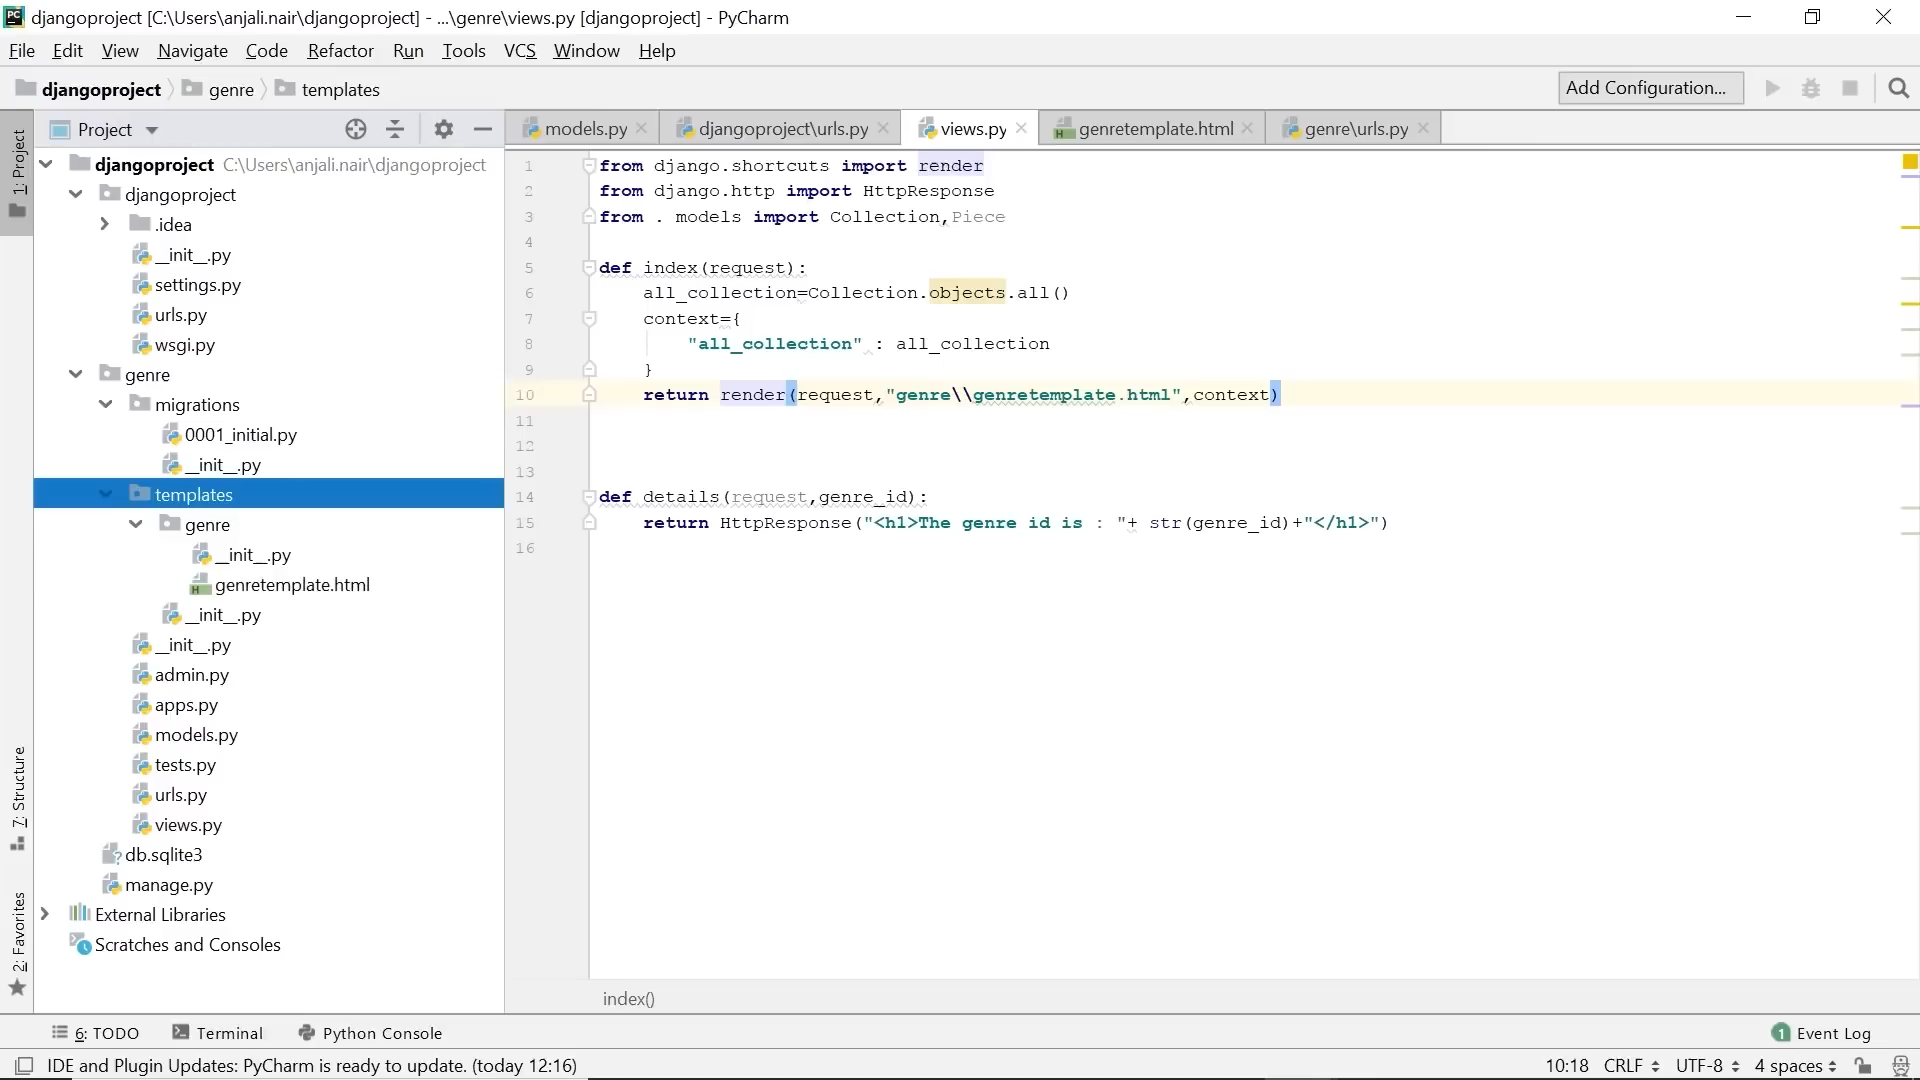 djangoproject [C:\Users\anjali.nair\djangoproject] - ...\genre\views.py [djangoproject] - PyCharm
File Edit View Navigate Code Refactor Run Tools VCS Window Help
djangoproject genre templates Add Configuration...
Project
models.py djangoproject\urls.py views.py genretemplate.html genre\urls.py
1: Project
7: Structure
2: Favorites
djangoproject C:\Users\anjali.nair\djangoproject
djangoproject
.idea
__init__.py
settings.py
urls.py
wsgi.py
genre
migrations
0001_initial.py
__init__.py
templates
genre
__init__.py
genretemplate.html
__init__.py
__init__.py
admin.py
apps.py
models.py
tests.py
urls.py
views.py
db.sqlite3
manage.py
External Libraries
Scratches and Consoles
1 from django.shortcuts import render
2 from django.http import HttpResponse
3 from . models import Collection,Piece
4
5 def index(request):
6 all_collection=Collection.objects.all()
7 context={
8 "all_collection" : all_collection
9 }
10 return render(request,"genre\\genretemplate.html",context)
11
12
13
14 def details(request,genre_id):
15 return HttpResponse("<h1>The genre id is : "+ str(genre_id)+"</h1>")
16
index()
6: TODO Terminal Python Console 1 Event Log
IDE and Plugin Updates: PyCharm is ready to update. (today 12:16) 10:18 CRLF UTF-8 4 spaces